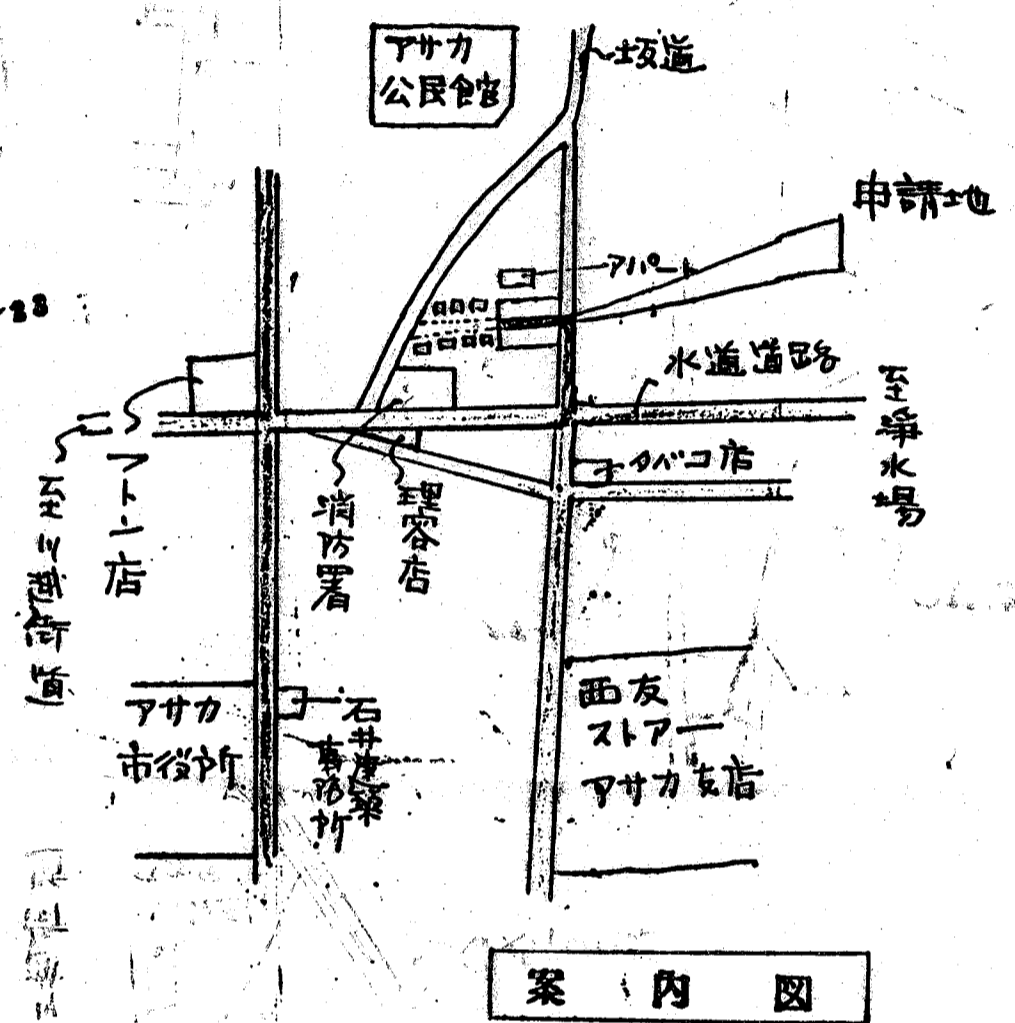 アサカ
公民館
坂道
申請地
アパート
水道道路
至浄水場
タバコ店
理容店
消防署
フトン店
至川越街道
アサカ
市役所
石井建築
事務所
西友
ストアー
アサカ支店
案内図